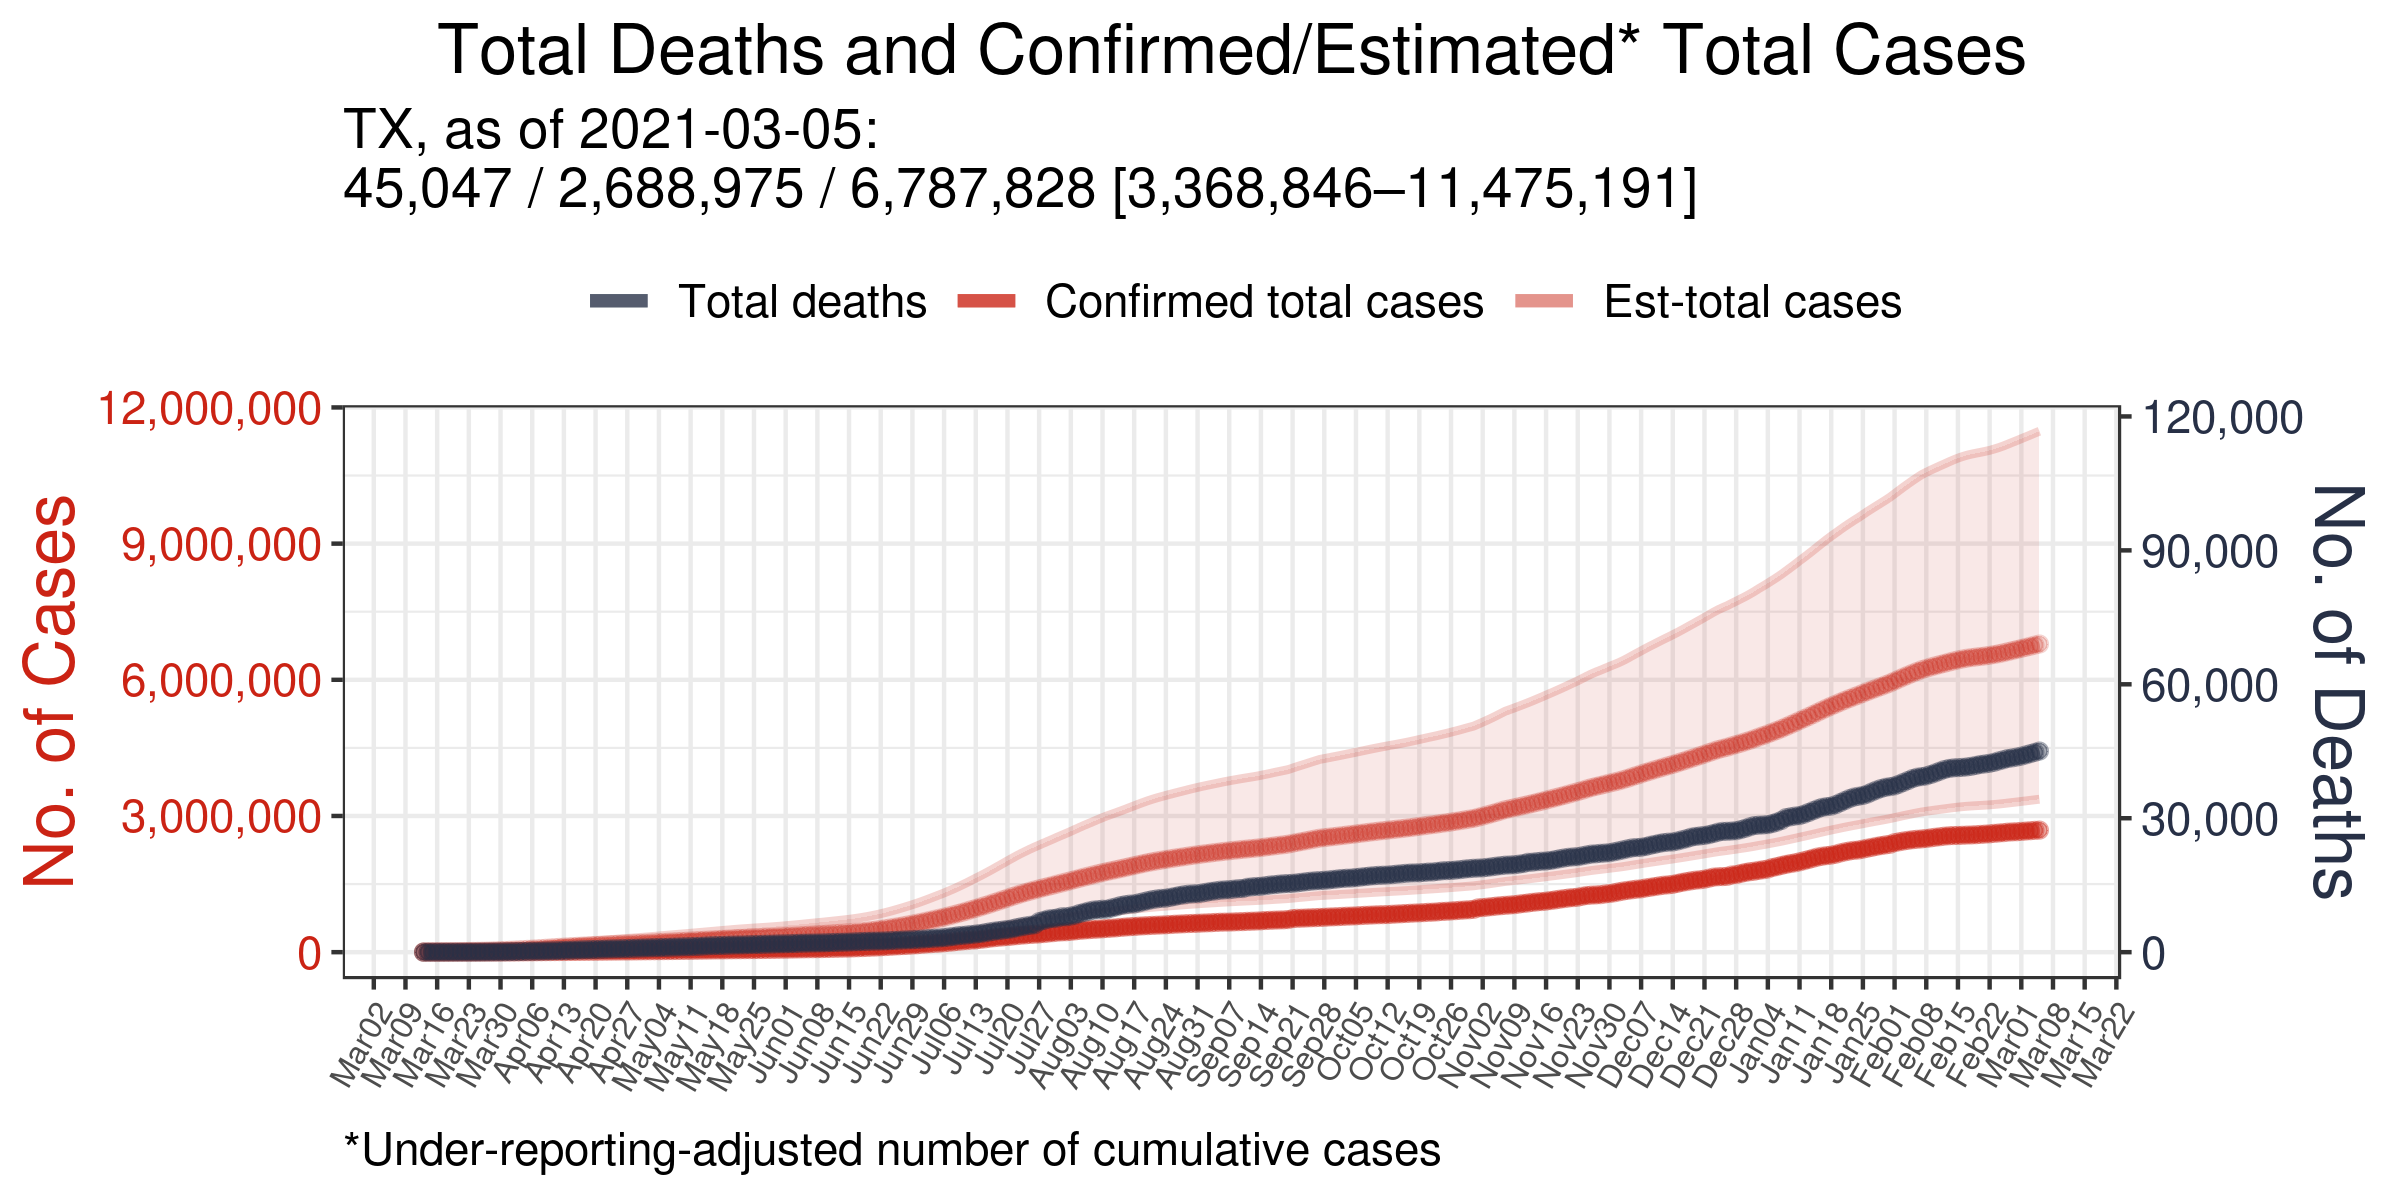 Total Deaths and Confirmed/Estimated* Total Cases
TX, as of 2021-03-05:
45,047 / 2,688,975 / 6,787,828 [3,368,846–11,475,191]
Total deaths
Confirmed total cases
Est-total cases
No. of Cases
12,000,000
9,000,000
6,000,000
3,000,000
0
120,000
90,000
60,000
30,000
0
No. of Deaths
Mar02
Mar09
Mar16
Mar23
Mar30
Apr06
Apr13
Apr20
Apr27
May04
May11
May18
May25
Jun01
Jun08
Jun15
Jun22
Jun29
Jul06
Jul13
Jul20
Jul27
Aug03
Aug10
Aug17
Aug24
Aug31
Sep07
Sep14
Sep21
Sep28
Oct05
Oct12
Oct19
Oct26
Nov02
Nov09
Nov16
Nov23
Nov30
Dec07
Dec14
Dec21
Dec28
Jan04
Jan11
Jan18
Jan25
Feb01
Feb08
Feb15
Feb22
Mar01
Mar08
Mar15
Mar22
*Under-reporting-adjusted number of cumulative cases